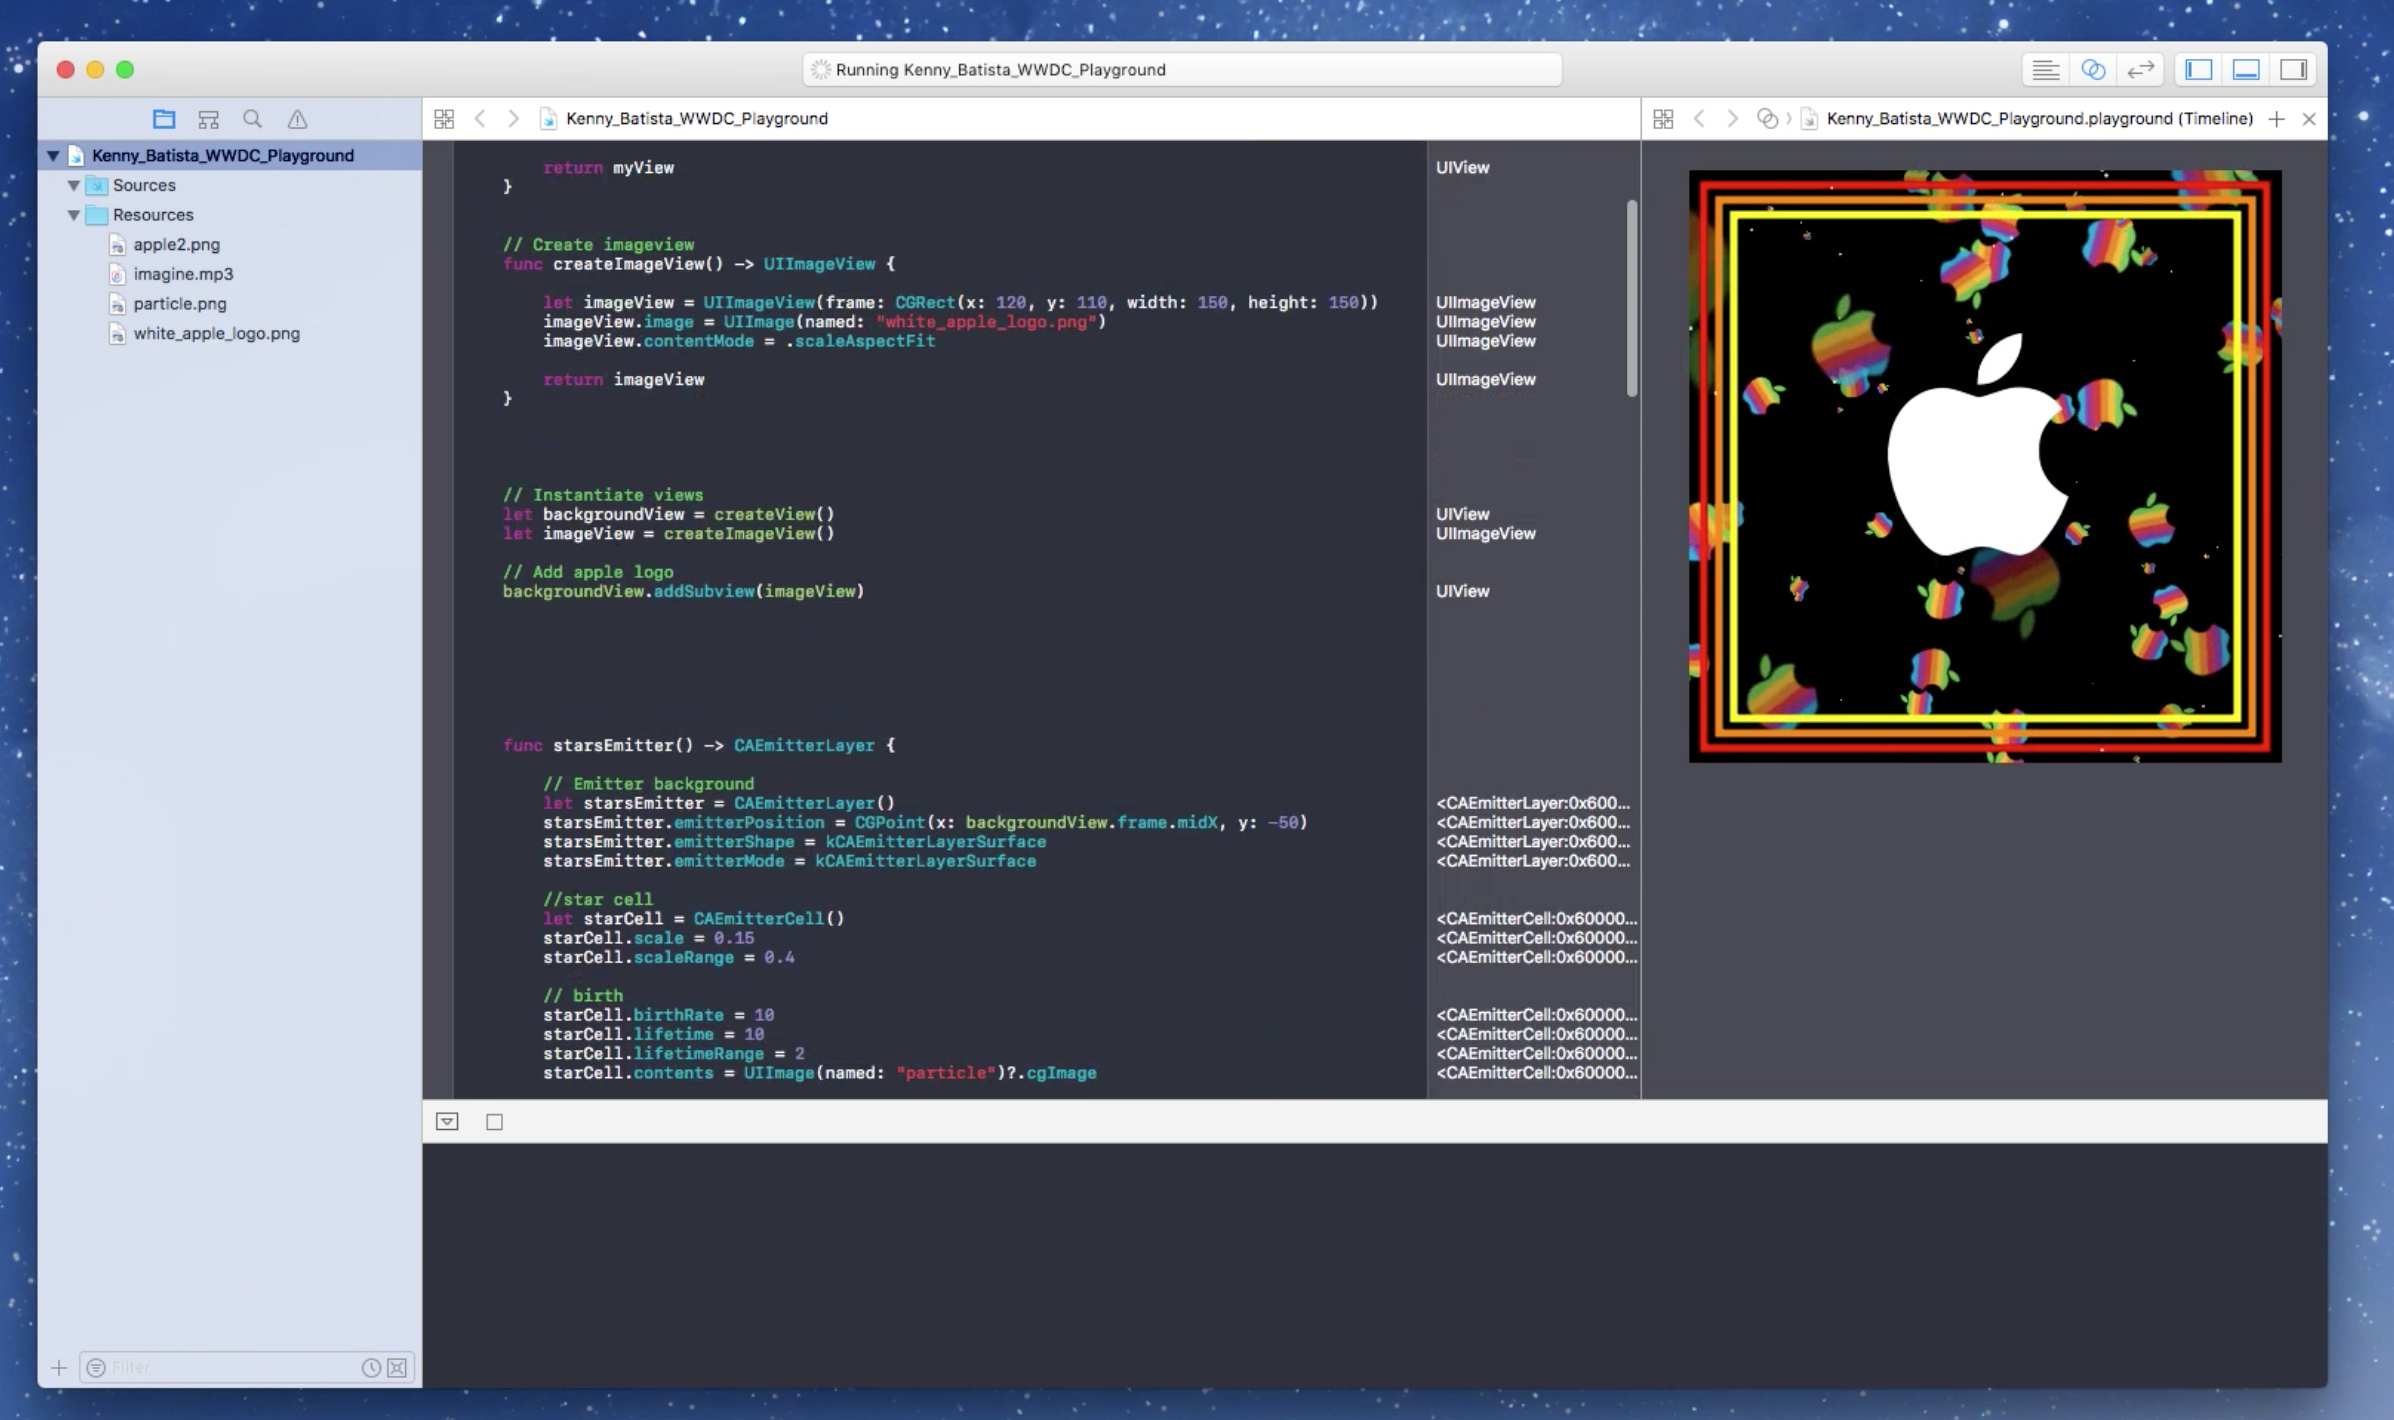 Running Kenny_Batista_WWDC_Playground
Kenny_Batista_WWDC_Playground
Kenny_Batista_WWDC_Playground.playground (Timeline)
Kenny_Batista_WWDC_Playground
Sources
Resources
apple2.png
imagine.mp3
particle.png
white_apple_logo.png
Filter
return myView
}
// Create imageview
func createImageView() -> UIImageView {
let imageView = UIImageView(frame: CGRect(x: 120, y: 110, width: 150, height: 150))
imageView.image = UIImage(named: "white_apple_logo.png")
imageView.contentMode = .scaleAspectFit
return imageView
}
// Instantiate views
let backgroundView = createView()
let imageView = createImageView()
// Add apple logo
backgroundView.addSubview(imageView)
func starsEmitter() -> CAEmitterLayer {
// Emitter background
let starsEmitter = CAEmitterLayer()
starsEmitter.emitterPosition = CGPoint(x: backgroundView.frame.midX, y: -50)
starsEmitter.emitterShape = kCAEmitterLayerSurface
starsEmitter.emitterMode = kCAEmitterLayerSurface
//star cell
let starCell = CAEmitterCell()
starCell.scale = 0.15
starCell.scaleRange = 0.4
// birth
starCell.birthRate = 10
starCell.lifetime = 10
starCell.lifetimeRange = 2
starCell.contents = UIImage(named: "particle")?.cgImage
UIView
UIImageView
UIImageView
UIImageView
UIImageView
UIView
UIImageView
UIView
<CAEmitterLayer:0x600...
<CAEmitterLayer:0x600...
<CAEmitterLayer:0x600...
<CAEmitterLayer:0x600...
<CAEmitterCell:0x60000...
<CAEmitterCell:0x60000...
<CAEmitterCell:0x60000...
<CAEmitterCell:0x60000...
<CAEmitterCell:0x60000...
<CAEmitterCell:0x60000...
<CAEmitterCell:0x60000...